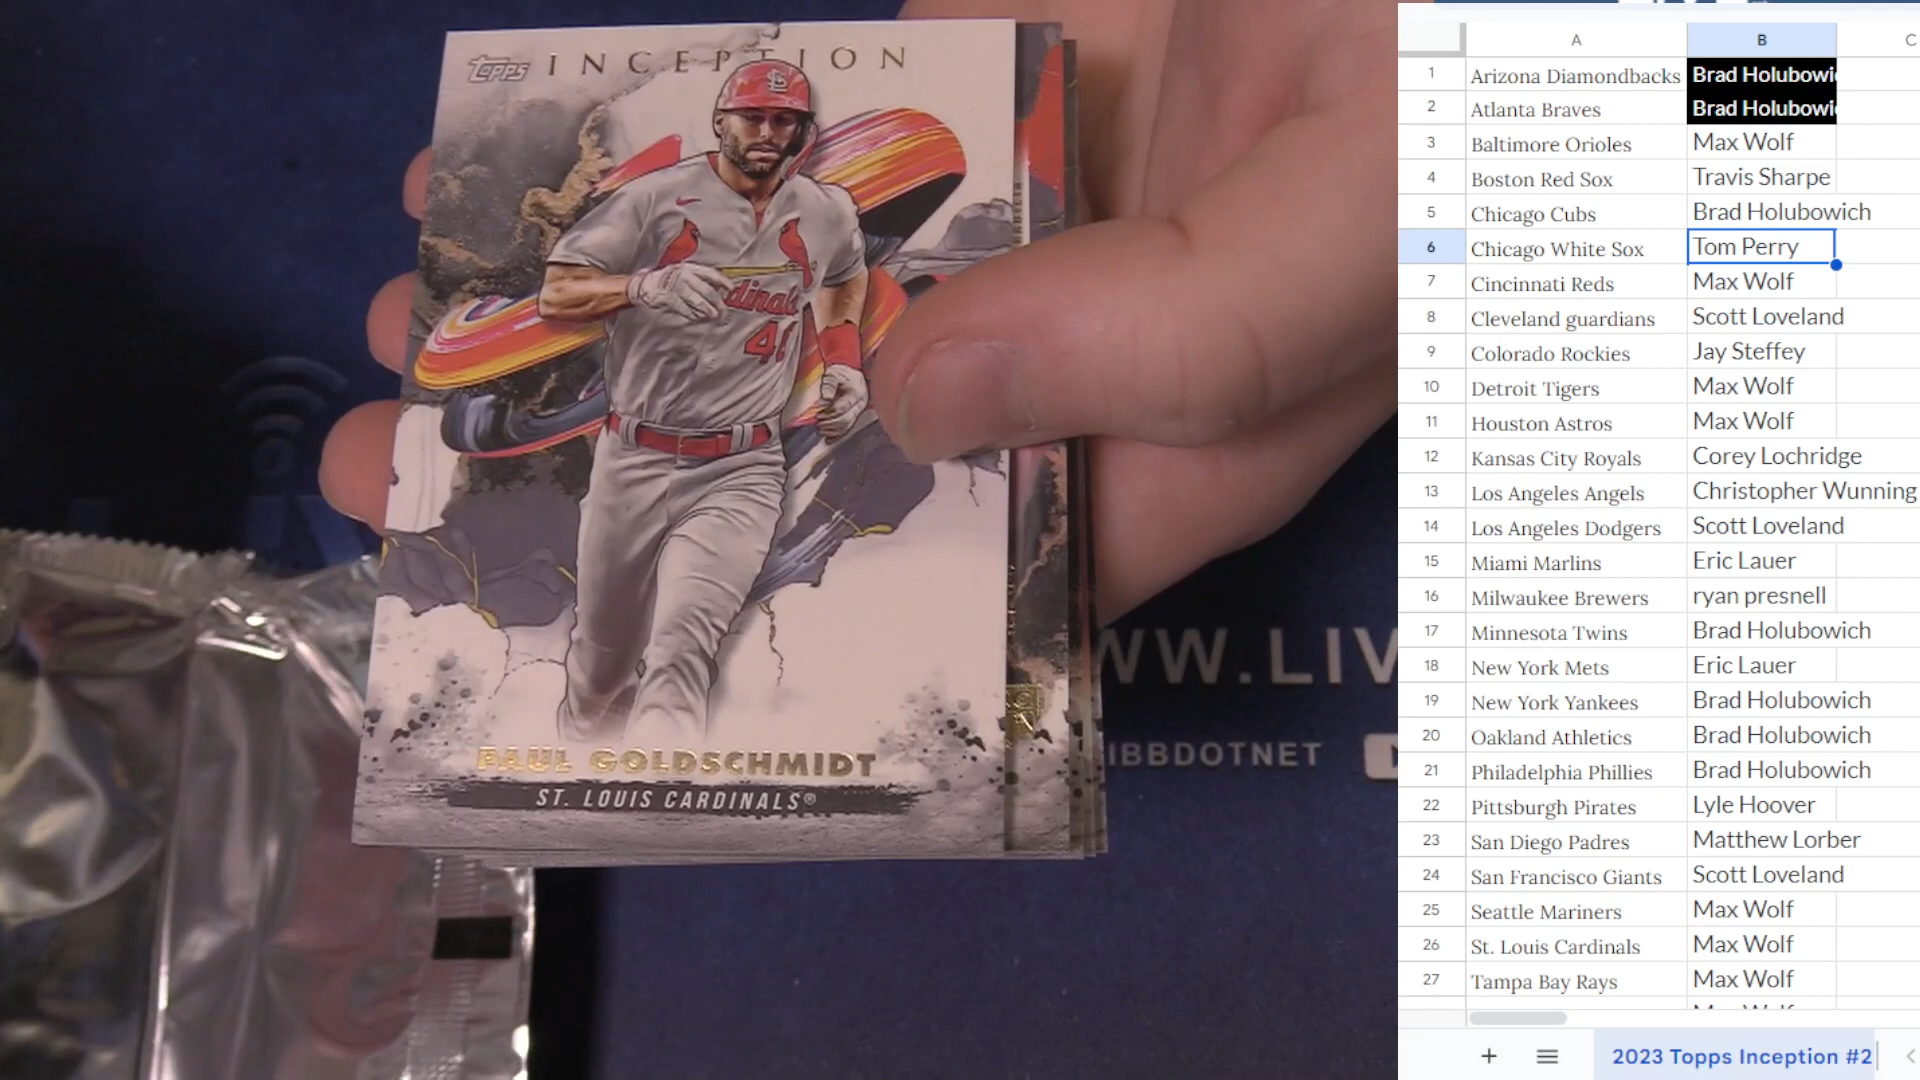 Topps INCEPTION
Cardinals
46
PAUL GOLDSCHMIDT
ST. LOUIS CARDINALS®
WWW.LIV
IBBDOTNET
A B C
1 Arizona Diamondbacks Brad Holubowi
2 Atlanta Braves Brad Holubowi
3 Baltimore Orioles Max Wolf
4 Boston Red Sox Travis Sharpe
5 Chicago Cubs Brad Holubowich
6 Chicago White Sox Tom Perry
7 Cincinnati Reds Max Wolf
8 Cleveland guardians Scott Loveland
9 Colorado Rockies Jay Steffey
10 Detroit Tigers Max Wolf
11 Houston Astros Max Wolf
12 Kansas City Royals Corey Lochridge
13 Los Angeles Angels Christopher Wunning
14 Los Angeles Dodgers Scott Loveland
15 Miami Marlins Eric Lauer
16 Milwaukee Brewers ryan presnell
17 Minnesota Twins Brad Holubowich
18 New York Mets Eric Lauer
19 New York Yankees Brad Holubowich
20 Oakland Athletics Brad Holubowich
21 Philadelphia Phillies Brad Holubowich
22 Pittsburgh Pirates Lyle Hoover
23 San Diego Padres Matthew Lorber
24 San Francisco Giants Scott Loveland
25 Seattle Mariners Max Wolf
26 St. Louis Cardinals Max Wolf
27 Tampa Bay Rays Max Wolf
2023 Topps Inception #2